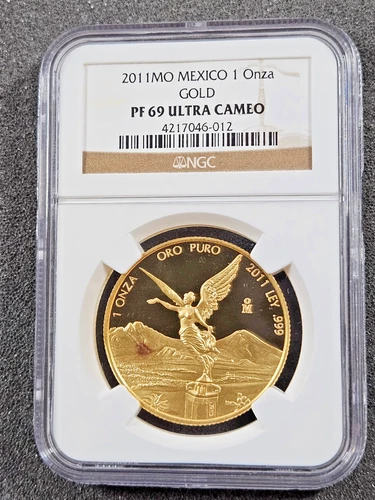 2011MO MEXICO 1 Onza
GOLD
PF 69 ULTRA CAMEO
4217046-012
NGC
1 ONZA ORO PURO 2011 LEY .999
oM